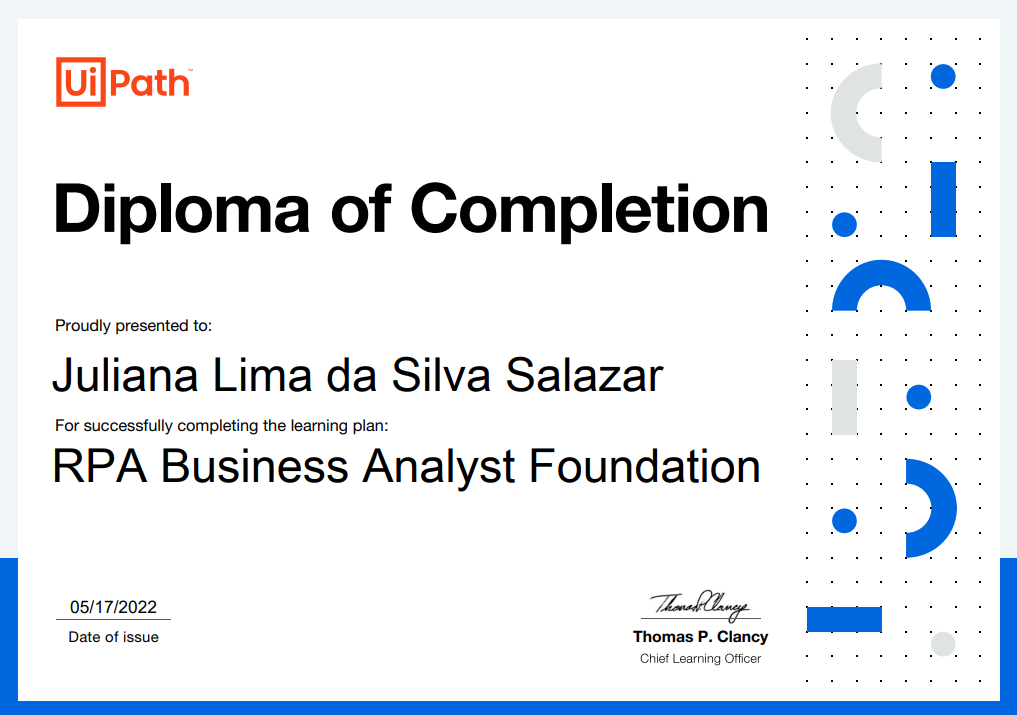 UiPath™
Diploma of Completion
Proudly presented to:
Juliana Lima da Silva Salazar
For successfully completing the learning plan:
RPA Business Analyst Foundation
05/17/2022
Date of issue
Thomas P. Clancy
Thomas P. Clancy
Chief Learning Officer